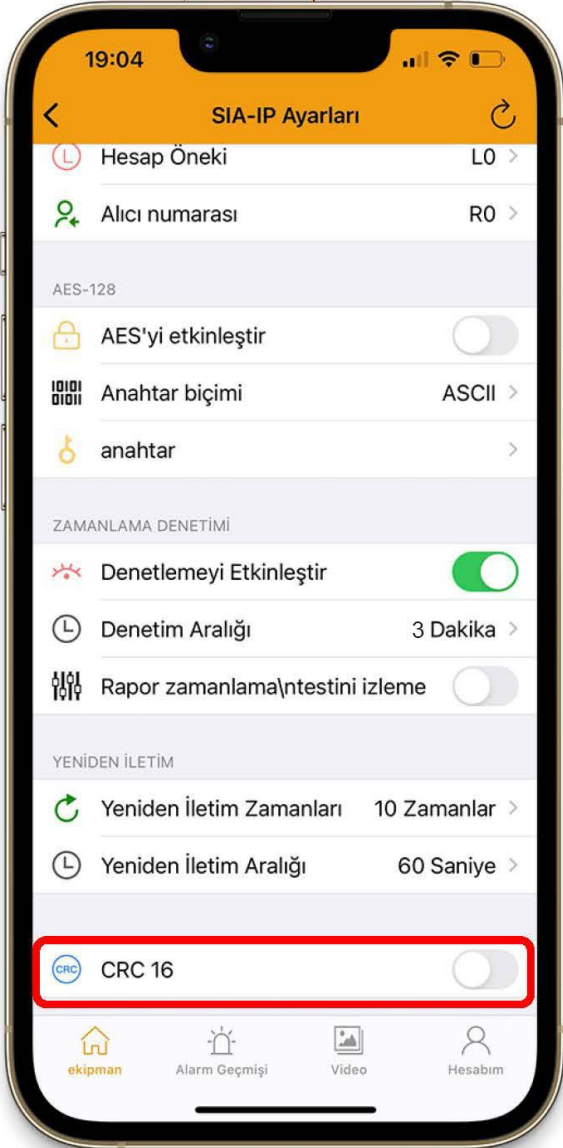 19:04
SIA-IP Ayarları
Hesap Öneki L0
Alıcı numarası R0
AES-128
AES'yi etkinleştir
Anahtar biçimi ASCII
anahtar
ZAMANLAMA DENETİMİ
Denetlemeyi Etkinleştir
Denetim Aralığı 3 Dakika
Rapor zamanlama\ntestini izleme
YENİDEN İLETİM
Yeniden İletim Zamanları 10 Zamanlar
Yeniden İletim Aralığı 60 Saniye
CRC CRC 16
ekipman Alarm Geçmişi Video Hesabım